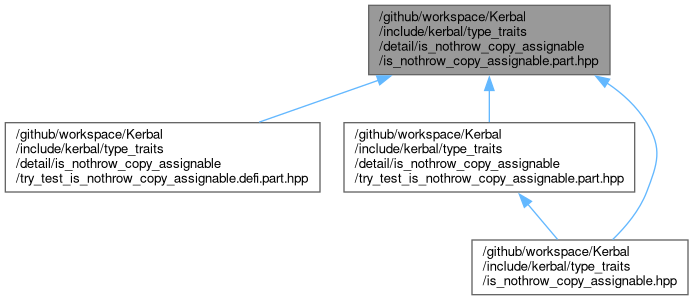 /github/workspace/Kerbal
/include/kerbal/type_traits
/detail/is_nothrow_copy_assignable
/is_nothrow_copy_assignable.part.hpp
/github/workspace/Kerbal
/include/kerbal/type_traits
/detail/is_nothrow_copy_assignable
/try_test_is_nothrow_copy_assignable.defi.part.hpp
/github/workspace/Kerbal
/include/kerbal/type_traits
/detail/is_nothrow_copy_assignable
/try_test_is_nothrow_copy_assignable.part.hpp
/github/workspace/Kerbal
/include/kerbal/type_traits
/is_nothrow_copy_assignable.hpp